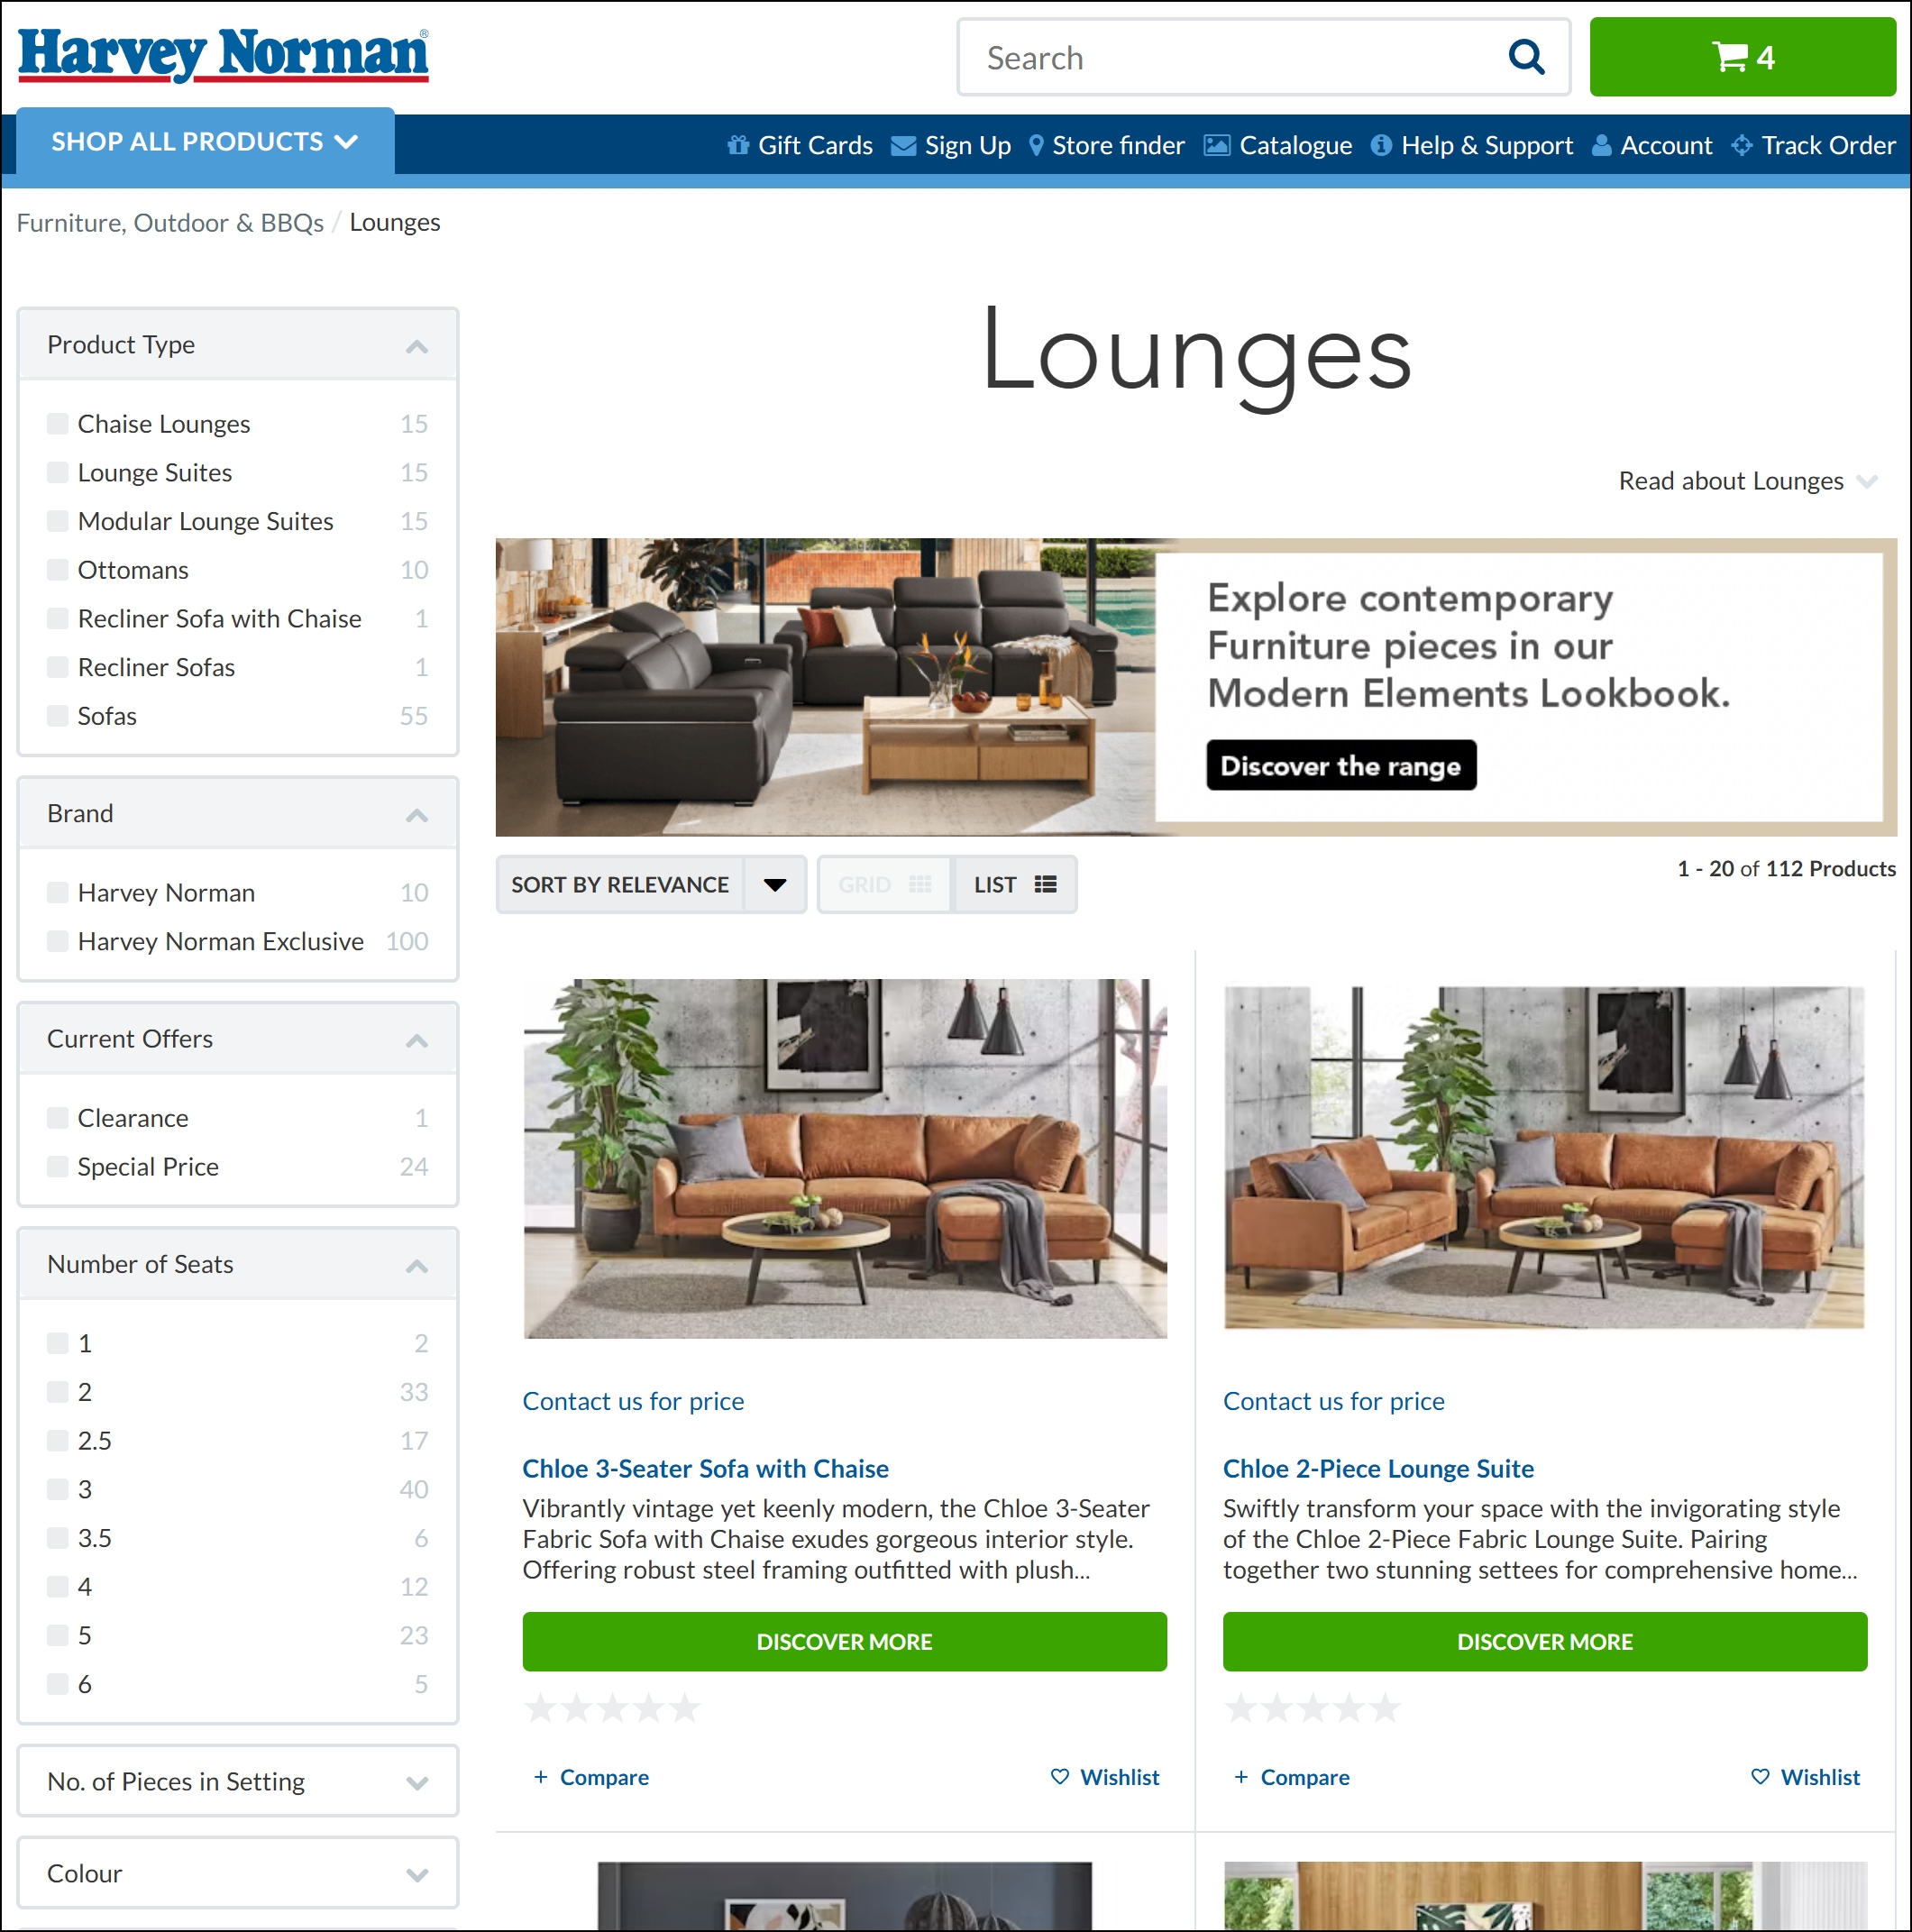 Harvey Norman®
Search
4
SHOP ALL PRODUCTS
Gift Cards Sign Up Store finder Catalogue Help & Support Account Track Order
Furniture, Outdoor & BBQs / Lounges
Product Type
Chaise Lounges 15
Lounge Suites 15
Modular Lounge Suites 15
Ottomans 10
Recliner Sofa with Chaise 1
Recliner Sofas 1
Sofas 55
Brand
Harvey Norman 10
Harvey Norman Exclusive 100
Current Offers
Clearance 1
Special Price 24
Number of Seats
1 2
2 33
2.5 17
3 40
3.5 6
4 12
5 23
6 5
No. of Pieces in Setting
Colour
Lounges
Read about Lounges
Explore contemporary
Furniture pieces in our
Modern Elements Lookbook.
Discover the range
SORT BY RELEVANCE
GRID
LIST
1 - 20 of 112 Products
Contact us for price
Chloe 3-Seater Sofa with Chaise
Vibrantly vintage yet keenly modern, the Chloe 3-Seater
Fabric Sofa with Chaise exudes gorgeous interior style.
Offering robust steel framing outfitted with plush...
DISCOVER MORE
+ Compare
Wishlist
Contact us for price
Chloe 2-Piece Lounge Suite
Swiftly transform your space with the invigorating style
of the Chloe 2-Piece Fabric Lounge Suite. Pairing
together two stunning settees for comprehensive home...
DISCOVER MORE
+ Compare
Wishlist